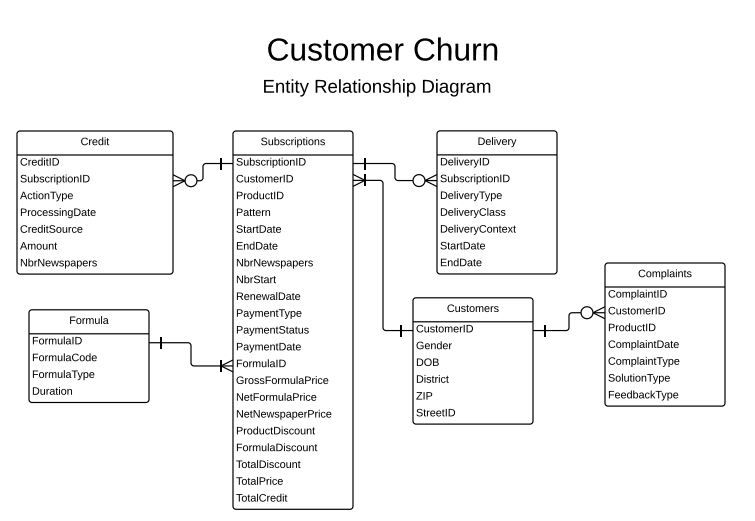 Customer Churn
Entity Relationship Diagram
Credit
CreditID
SubscriptionID
ActionType
ProcessingDate
CreditSource
Amount
NbrNewspapers
Formula
FormulaID
FormulaCode
FormulaType
Duration
Subscriptions
SubscriptionID
CustomerID
ProductID
Pattern
StartDate
EndDate
NbrNewspapers
NbrStart
RenewalDate
PaymentType
PaymentStatus
PaymentDate
FormulaID
GrossFormulaPrice
NetFormulaPrice
NetNewspaperPrice
ProductDiscount
FormulaDiscount
TotalDiscount
TotalPrice
TotalCredit
Delivery
DeliveryID
SubscriptionID
DeliveryType
DeliveryClass
DeliveryContext
StartDate
EndDate
Customers
CustomerID
Gender
DOB
District
ZIP
StreetID
Complaints
ComplaintID
CustomerID
ProductID
ComplaintDate
ComplaintType
SolutionType
FeedbackType